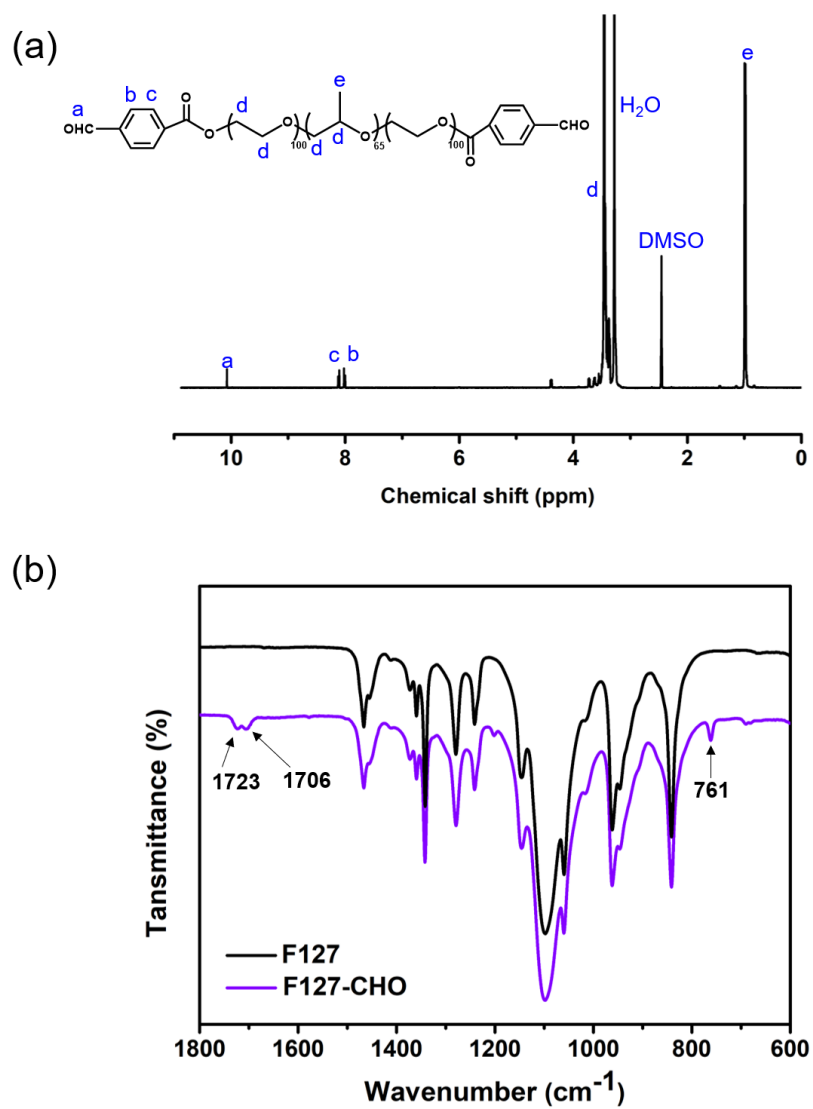 (a)
e
a
b
c
O
OHC
O
d
d
O
100
d
d
O
65
O
100
O
O
CHO
e
H₂O
d
DMSO
a
c
b
10
8
6
4
2
0
Chemical shift (ppm)
(b)
Tansmittance (%)
1723
1706
761
F127
F127-CHO
1800
1600
1400
1200
1000
800
600
Wavenumber (cm⁻¹)